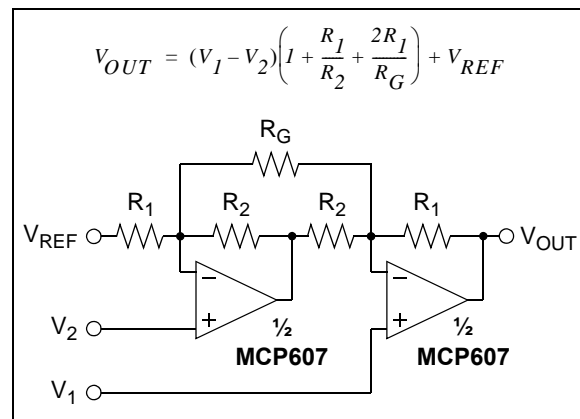 V_OUT = (V_1 – V_2)(1 + R_1/R_2 + 2R_1/R_G) + V_REF
R_G
R_1 R_2 R_2 R_1
V_REF V_OUT
– –
+ +
V_2 ½ ½
MCP607 MCP607
V_1